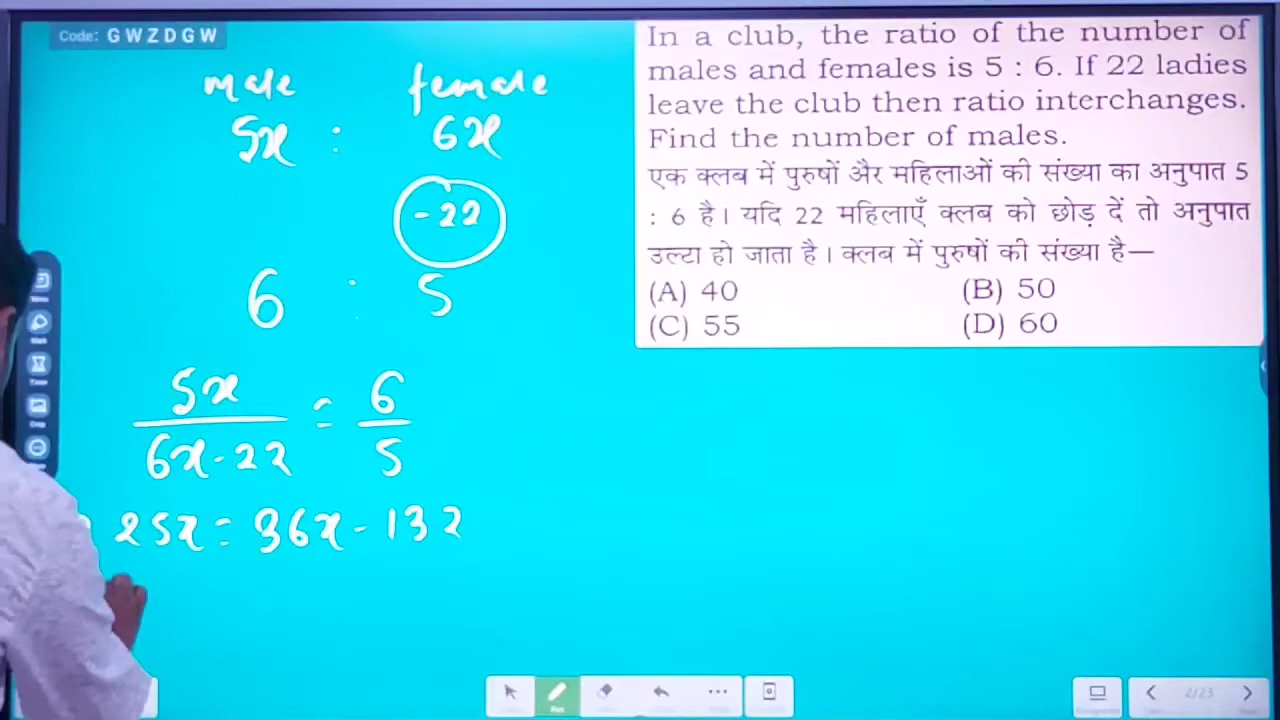 Code: G W Z D G W
male female
5x : 6x
-22
6 : 5
5x/6x-22 = 6/5
25x = 36x - 132
In a club, the ratio of the number of
males and females is 5 : 6. If 22 ladies
leave the club then ratio interchanges.
Find the number of males.
एक क्लब में पुरुषों और महिलाओं की संख्या का अनुपात 5
: 6 है। यदि 22 महिलाएँ क्लब को छोड़ दें तो अनुपात
उल्टा हो जाता है। क्लब में पुरुषों की संख्या है—
(A) 40 (B) 50
(C) 55 (D) 60
2/23